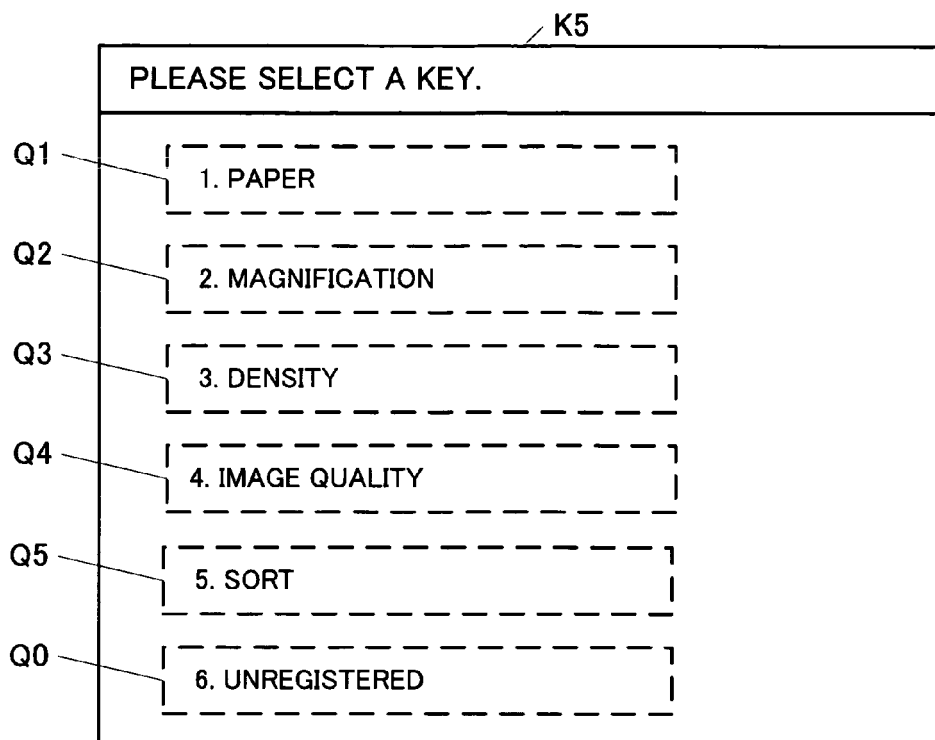 K5
PLEASE SELECT A KEY.
Q1
1. PAPER
Q2
2. MAGNIFICATION
Q3
3. DENSITY
Q4
4. IMAGE QUALITY
Q5
5. SORT
Q0
6. UNREGISTERED